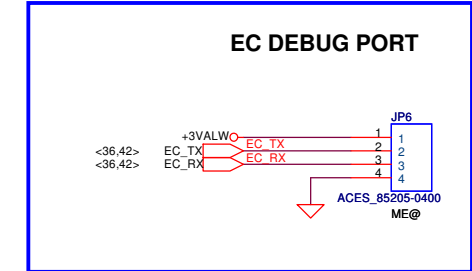 EC DEBUG PORT
JP6
+3VALW 1 1
<36,42> EC_TX EC_TX 2 2
<36,42> EC_RX EC_RX 3 3
4 4
ACES_85205-0400
ME@